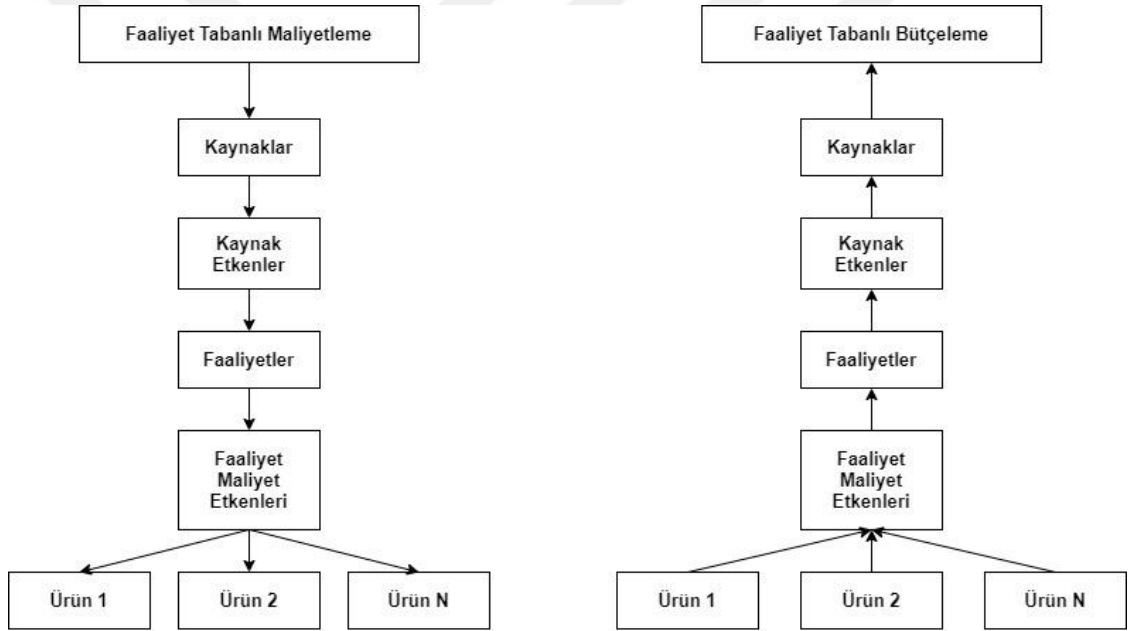 Faaliyet Tabanlı Maliyetleme
Kaynaklar
Kaynak
Etkenler
Faaliyetler
Faaliyet
Maliyet
Etkenleri
Ürün 1
Ürün 2
Ürün N
Faaliyet Tabanlı Bütçeleme
Kaynaklar
Kaynak
Etkenler
Faaliyetler
Faaliyet
Maliyet
Etkenleri
Ürün 1
Ürün 2
Ürün N